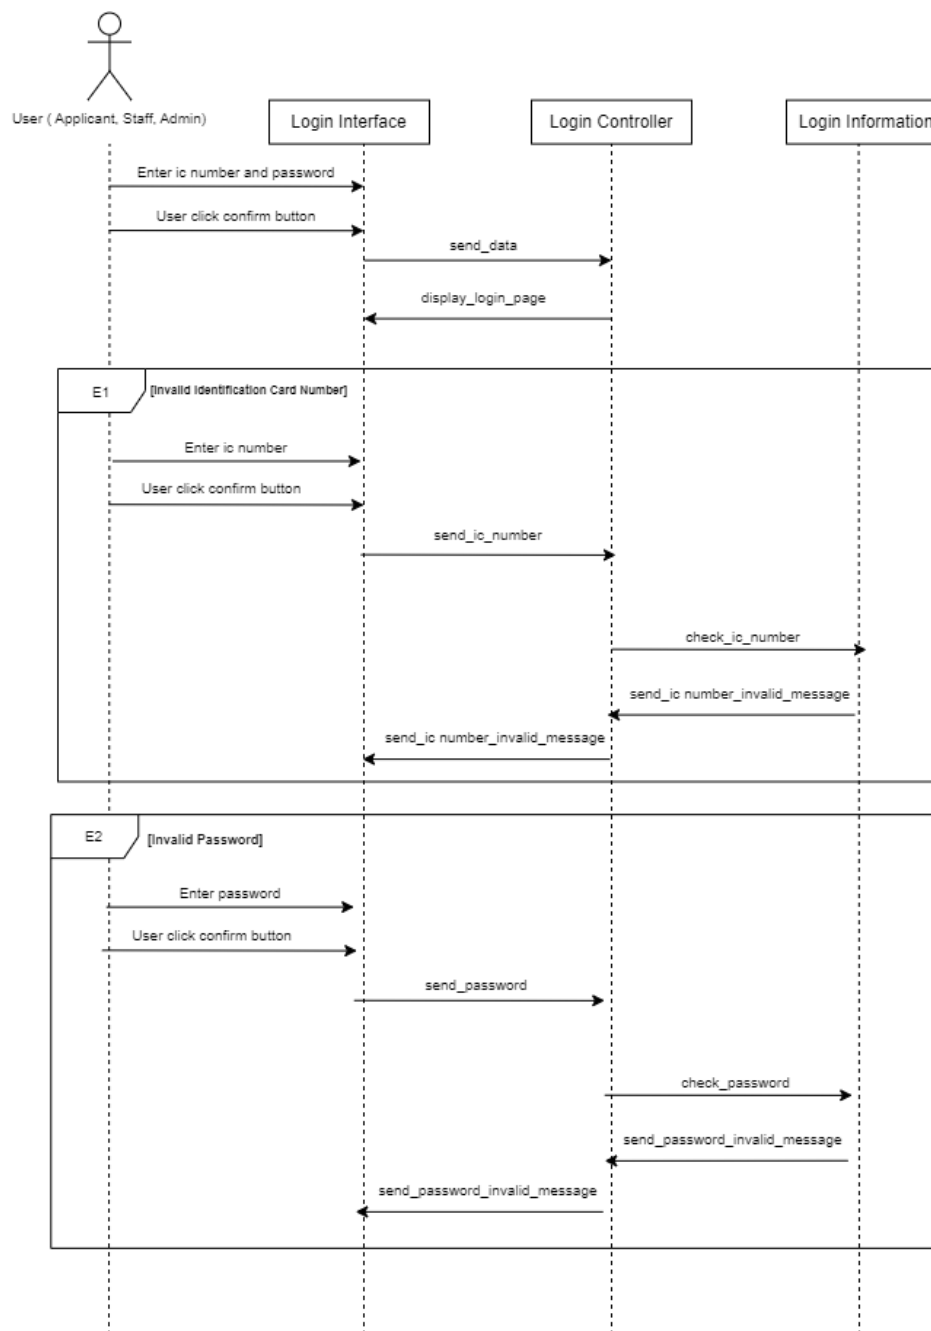 User ( Applicant, Staff, Admin)
Login Interface
Login Controller
Login Information
Enter ic number and password
User click confirm button
send_data
display_login_page
E1
[Invalid Identification Card Number]
Enter ic number
User click confirm button
send_ic_number
check_ic_number
send_ic number_invalid_message
send_ic number_invalid_message
E2
[Invalid Password]
Enter password
User click confirm button
send_password
check_password
send_password_invalid_message
send_password_invalid_message